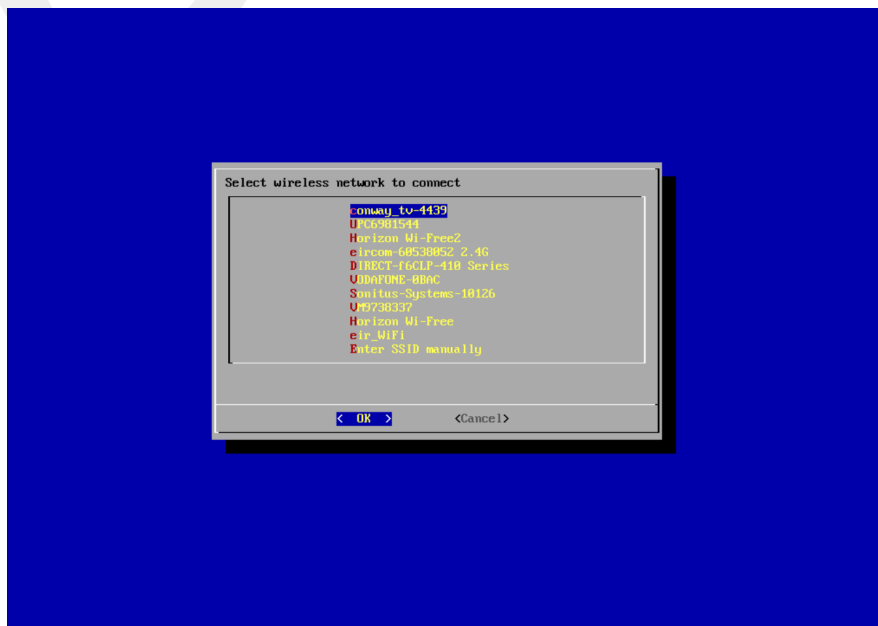 Select wireless network to connect
conway_tv-4439
UPC6981544
Horizon Wi-Free2
eircom-60538052 2.4G
DIRECT-f6CLP-410 Series
VODAFONE-0BAC
Sonitus-Systems-10126
VM9738337
Horizon Wi-Free
eir_WiFi
Enter SSID manually
< OK > <Cancel>